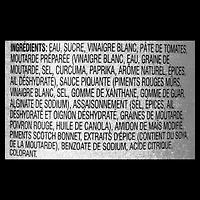 INGRÉDIENTS: EAU, SUCRE, VINAIGRE BLANC, PÂTE DE TOMATES,
MOUTARDE PRÉPARÉE (VINAIGRE BLANC, EAU, GRAINE DE
MOUTARDE, SEL, CURCUMA, PAPRIKA, ARÔME NATUREL, ÉPICES,
AIL DÉSHYDRATÉ), SAUCE PIQUANTE (PIMENTS ROUGES MÛRS,
VINAIGRE BLANC, SEL, GOMME DE XANTHANE, GOMME DE GUAR,
ALGINATE DE SODIUM), ASSAISONNEMENT (SEL, ÉPICES, AIL
DÉSHYDRATÉ ET OIGNON DÉSHYDRATÉ, GRAINES DE MOUTARDE,
POIVRON ROUGE, HUILE DE CANOLA), AMIDON DE MAÏS MODIFIÉ,
PIMENTS SCOTCH BONNET, EXTRAITS D'ÉPICE (CONTIENT DU SOYA,
DE LA MOUTARDE), BENZOATE DE SODIUM, ACIDE CITRIQUE,
COLORANT.